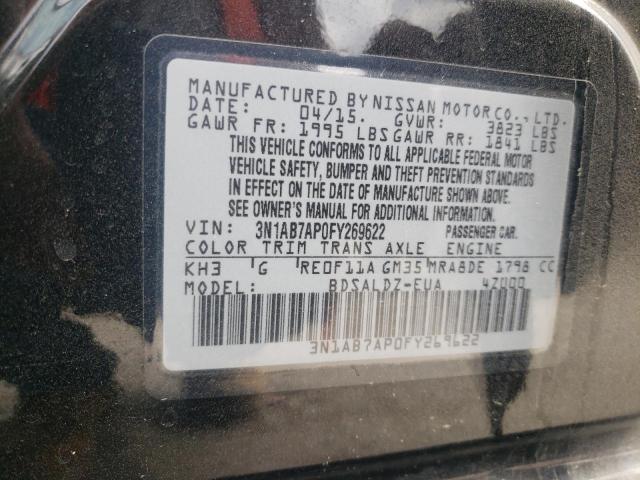 MANUFACTURED BY NISSAN MOTOR CO., LTD.
DATE: 04/15. GVWR: 3823 LBS
GAWR FR: 1995 LBS GAWR RR: 1841 LBS
THIS VEHICLE CONFORMS TO ALL APPLICABLE FEDERAL MOTOR
VEHICLE SAFETY, BUMPER AND THEFT PREVENTION STANDARDS
IN EFFECT ON THE DATE OF MANUFACTURE SHOWN ABOVE.
SEE OWNER'S MANUAL FOR ADDITIONAL INFORMATION.
VIN: 3N1AB7AP0FY269622 PASSENGER CAR.
COLOR TRIM TRANS AXLE ENGINE
KH3 G RE0F11A GM35 MRA8DE 1798 CC
MODEL: BDSALDZ-EUA 4Z000
3N1AB7AP0FY269622